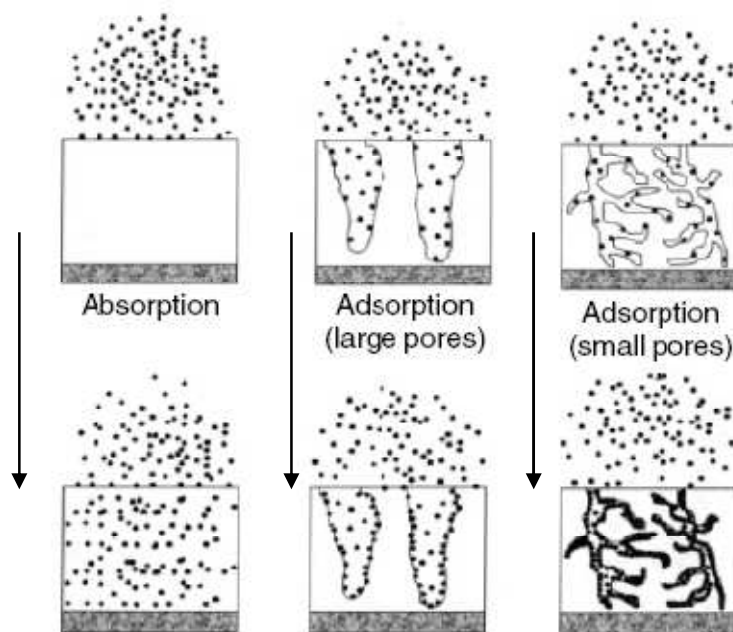 Absorption
Adsorption
(large pores)
Adsorption
(small pores)